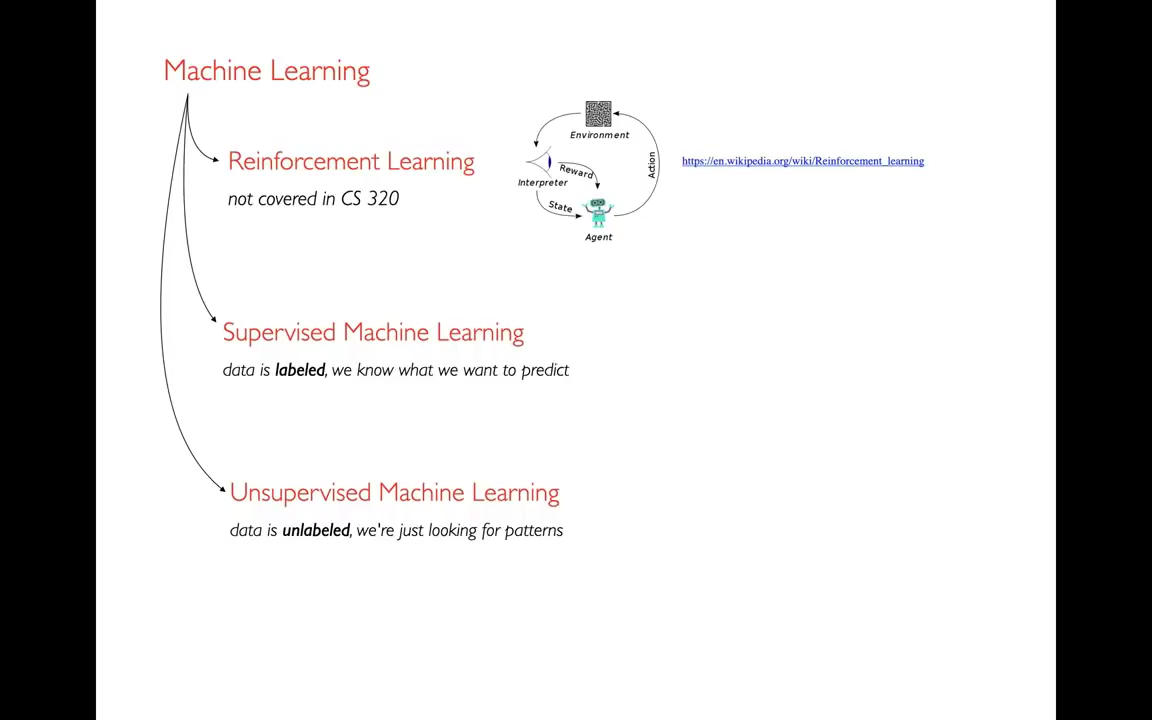 Machine Learning
Reinforcement Learning
not covered in CS 320
Environment
Reward
Interpreter
State
Agent
Action
https://en.wikipedia.org/wiki/Reinforcement_learning
Supervised Machine Learning
data is labeled, we know what we want to predict
Unsupervised Machine Learning
data is unlabeled, we're just looking for patterns